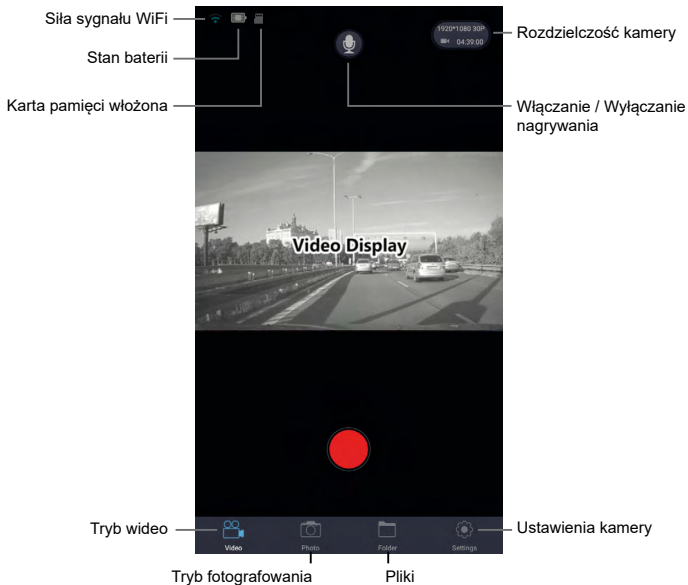 Siła sygnału WiFi
Stan baterii
Karta pamięci włożona
1920*1080 30P
04:39:00
Rozdzielczość kamery
Włączanie / Wyłączanie
nagrywania
Video Display
Tryb wideo
Video
Photo
Folder
Settings
Ustawienia kamery
Tryb fotografowania
Pliki